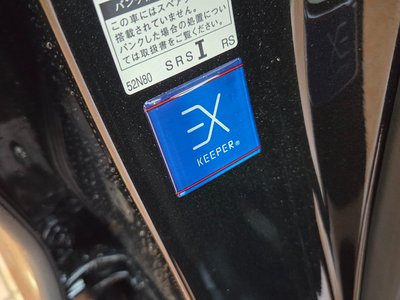 この車にはスペアタ
搭載されていません。
パンクした場合の処置につい
ては取扱書をご覧ください。
SRS I RS
52N80
EX
KEEPER®